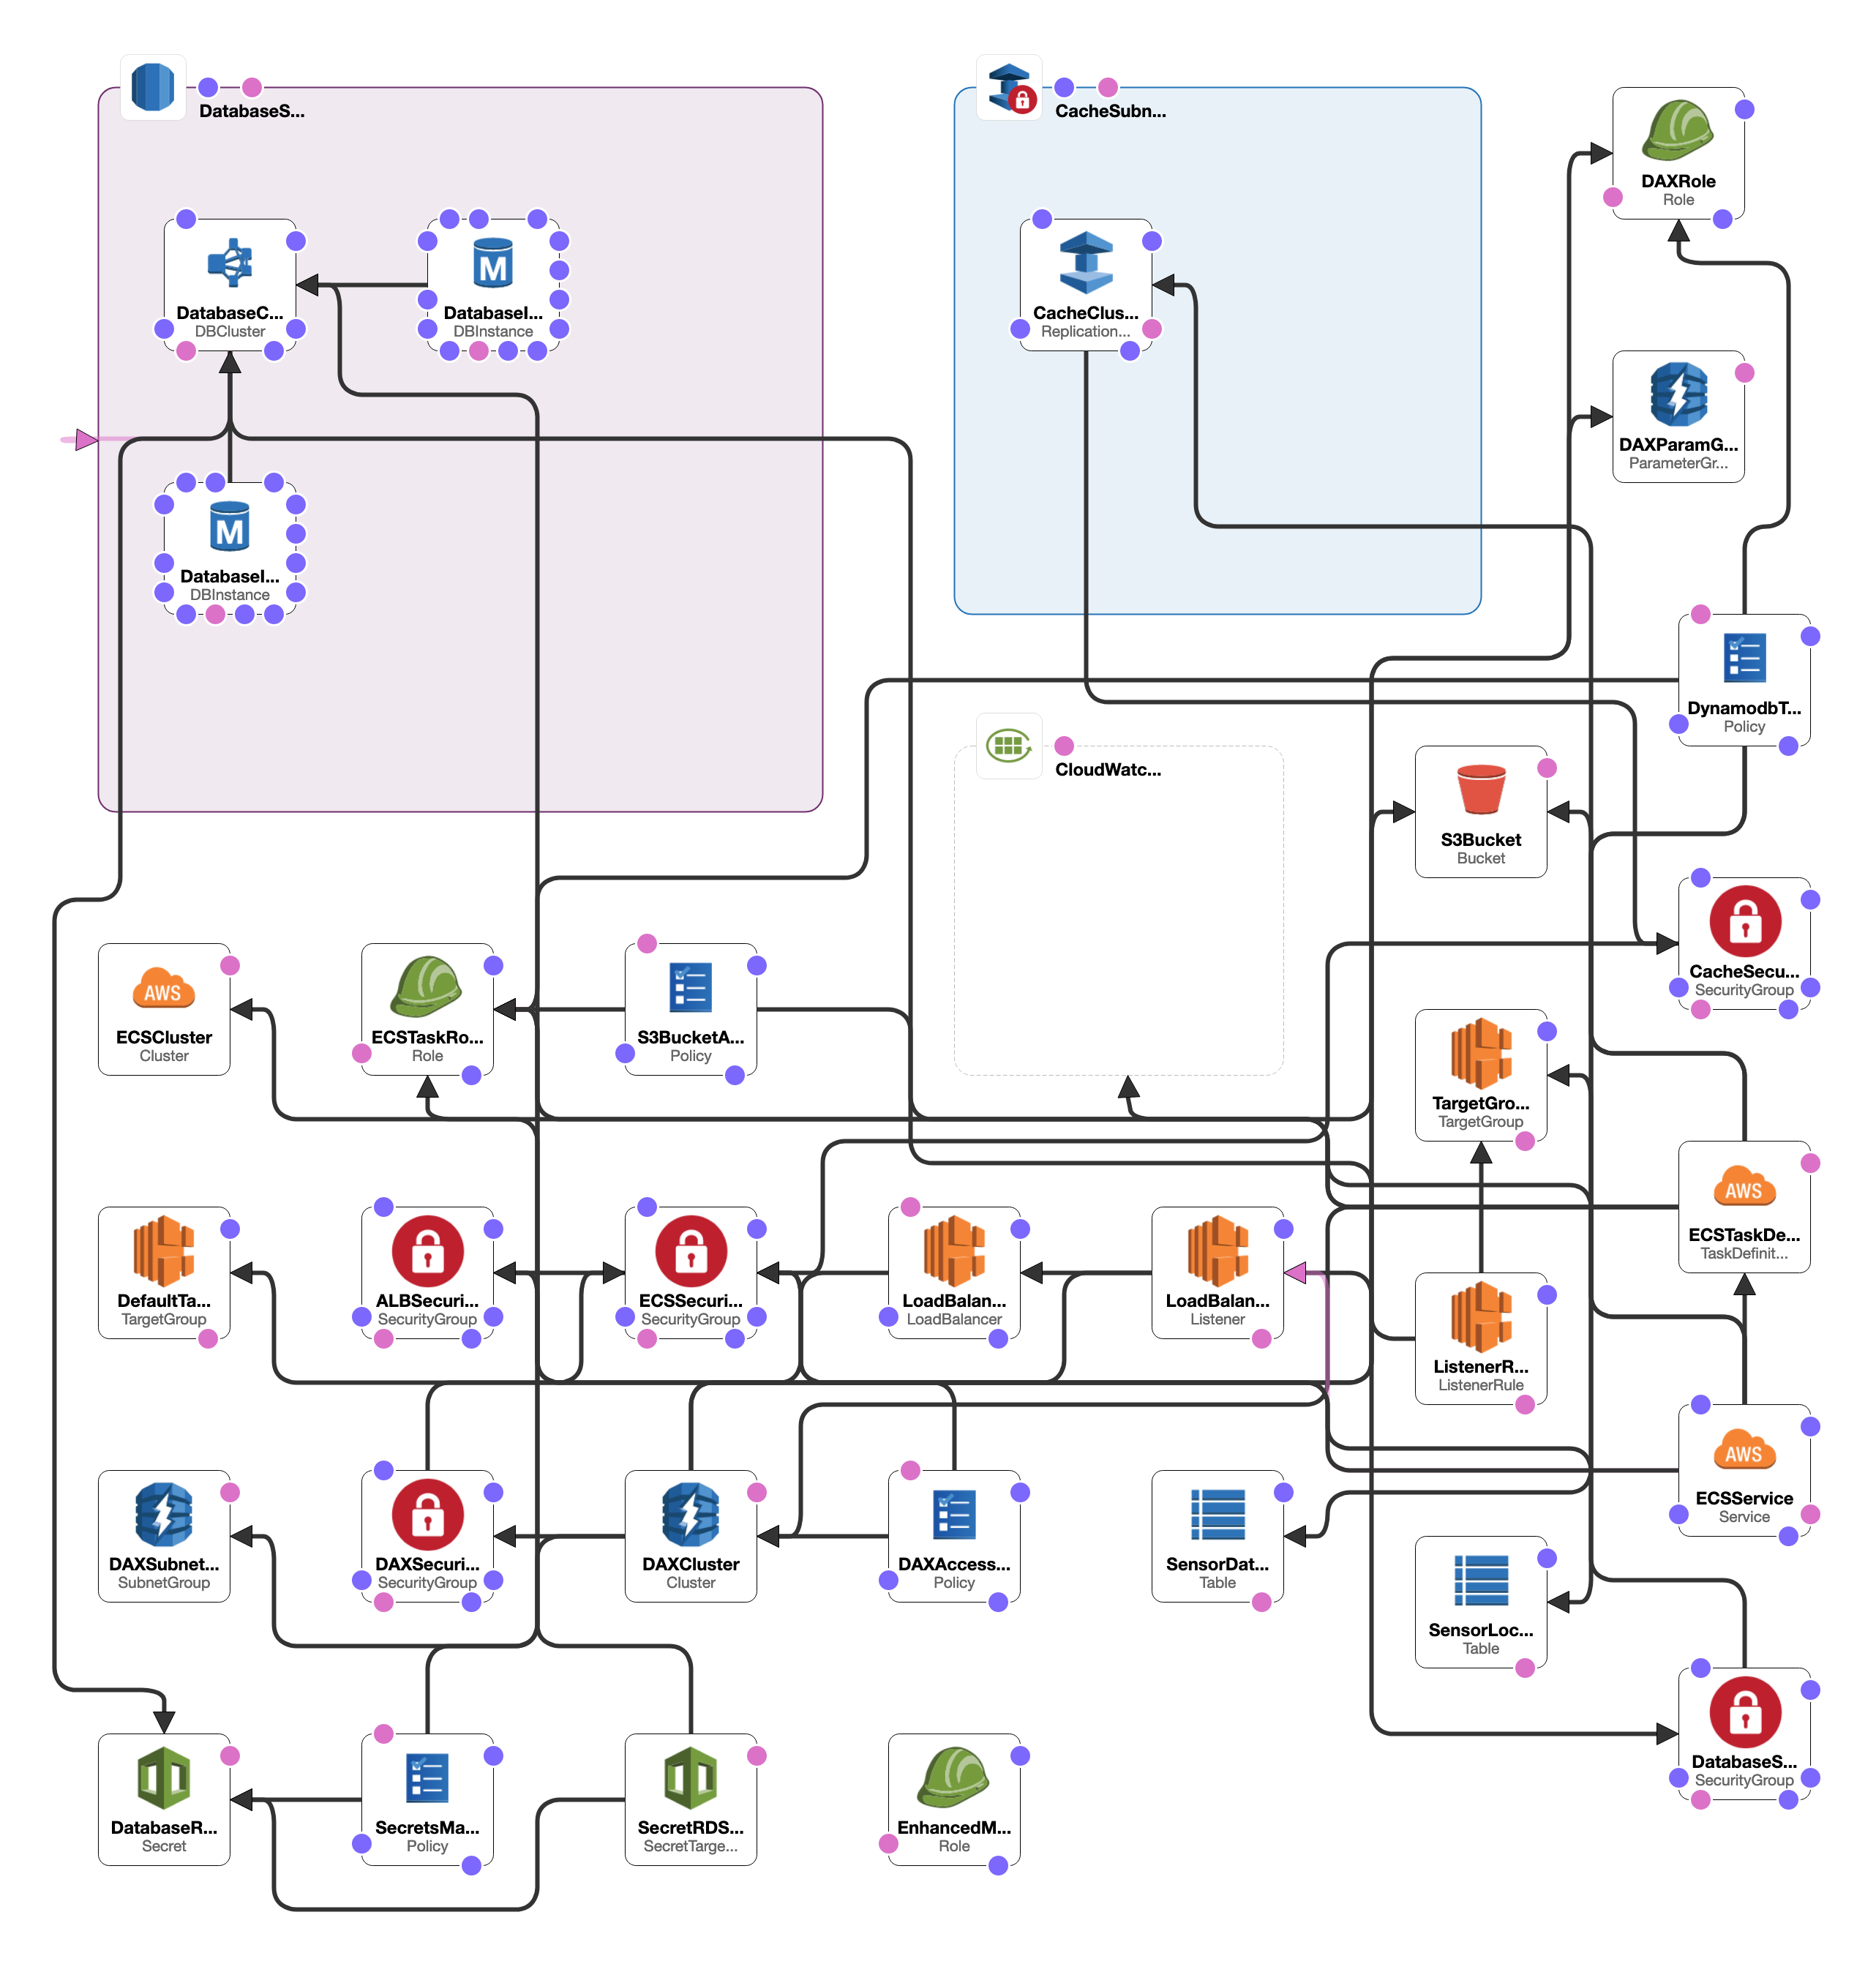 DatabaseS...
CacheSubn...
DAXRole
Role
M
DatabaseC...
DBCluster
DatabaseI...
DBInstance
CacheClus...
Replication...
DAXParamG...
ParameterGr...
M
DatabaseI...
DBInstance
DynamodbT...
Policy
CloudWatc...
S3Bucket
Bucket
CacheSecu...
SecurityGroup
AWS
ECSCluster
Cluster
ECSTaskRo...
Role
S3BucketA...
Policy
TargetGro...
TargetGroup
AWS
ECSTaskDe...
TaskDefinit...
DefaultTa...
TargetGroup
ALBSecuri...
SecurityGroup
ECSSecuri...
SecurityGroup
LoadBalan...
LoadBalancer
LoadBalan...
Listener
ListenerR...
ListenerRule
AWS
ECSService
Service
DAXSubnet...
SubnetGroup
DAXSecuri...
SecurityGroup
DAXCluster
Cluster
DAXAccess...
Policy
SensorDat...
Table
SensorLoc...
Table
DatabaseS...
SecurityGroup
DatabaseR...
Secret
SecretsMa...
Policy
SecretRDS...
SecretTarge...
EnhancedM...
Role